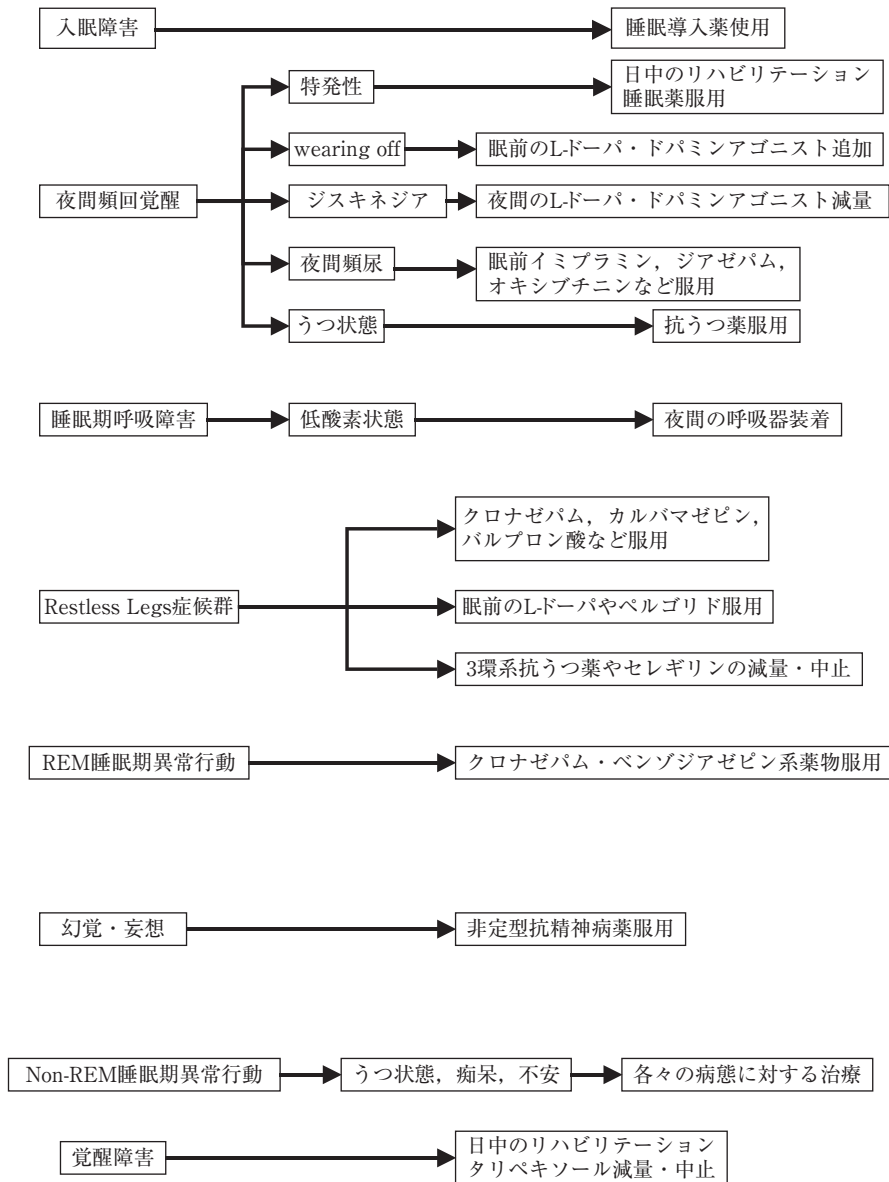 入眠障害
睡眠導入薬使用
特発性
日中のリハビリテーション
睡眠薬服用
wearing off
眠前のL-ドーパ・ドパミンアゴニスト追加
夜間頻回覚醒
ジスキネジア
夜間のL-ドーパ・ドパミンアゴニスト減量
夜間頻尿
眠前イミプラミン，ジアゼパム，
オキシブチニンなど服用
うつ状態
抗うつ薬服用
睡眠期呼吸障害
低酸素状態
夜間の呼吸器装着
クロナゼパム，カルバマゼピン，
バルプロン酸など服用
Restless Legs症候群
眠前のL-ドーパやペルゴリド服用
3環系抗うつ薬やセレギリンの減量・中止
REM睡眠期異常行動
クロナゼパム・ベンゾジアゼピン系薬物服用
幻覚・妄想
非定型抗精神病薬服用
Non-REM睡眠期異常行動
うつ状態，痴呆，不安
各々の病態に対する治療
覚醒障害
日中のリハビリテーション
タリペキソール減量・中止